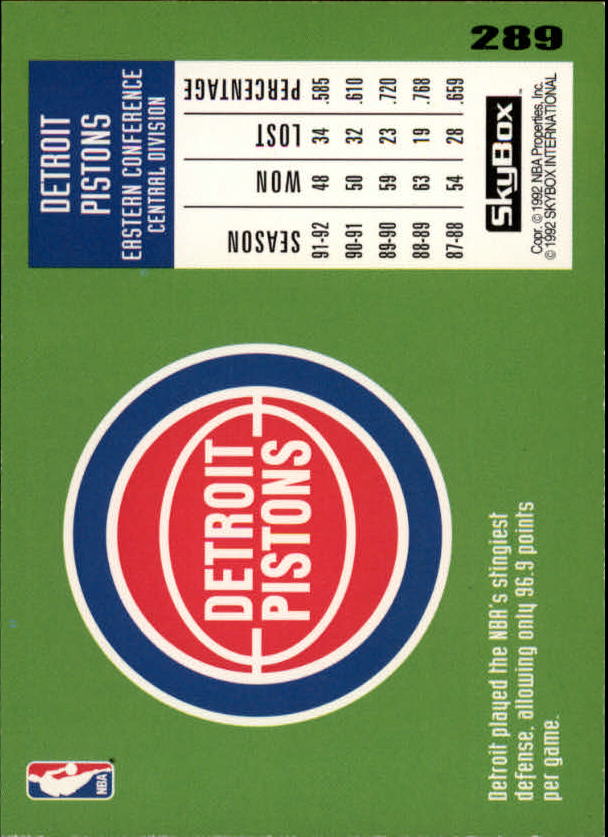 289
DETROIT
PISTONS
EASTERN CONFERENCE
CENTRAL DIVISION
SEASON WON LOST PERCENTAGE
91-92 48 34 .585
90-91 50 32 .610
89-90 59 23 .720
88-89 63 19 .768
87-88 54 28 .659
SkyBox™
Copr. © 1992 NBA Properties, Inc.
© 1992 SKYBOX INTERNATIONAL
DETROIT
PISTONS
NBA
Detroit played the NBA's stingiest
defense, allowing only 96.9 points
per game.